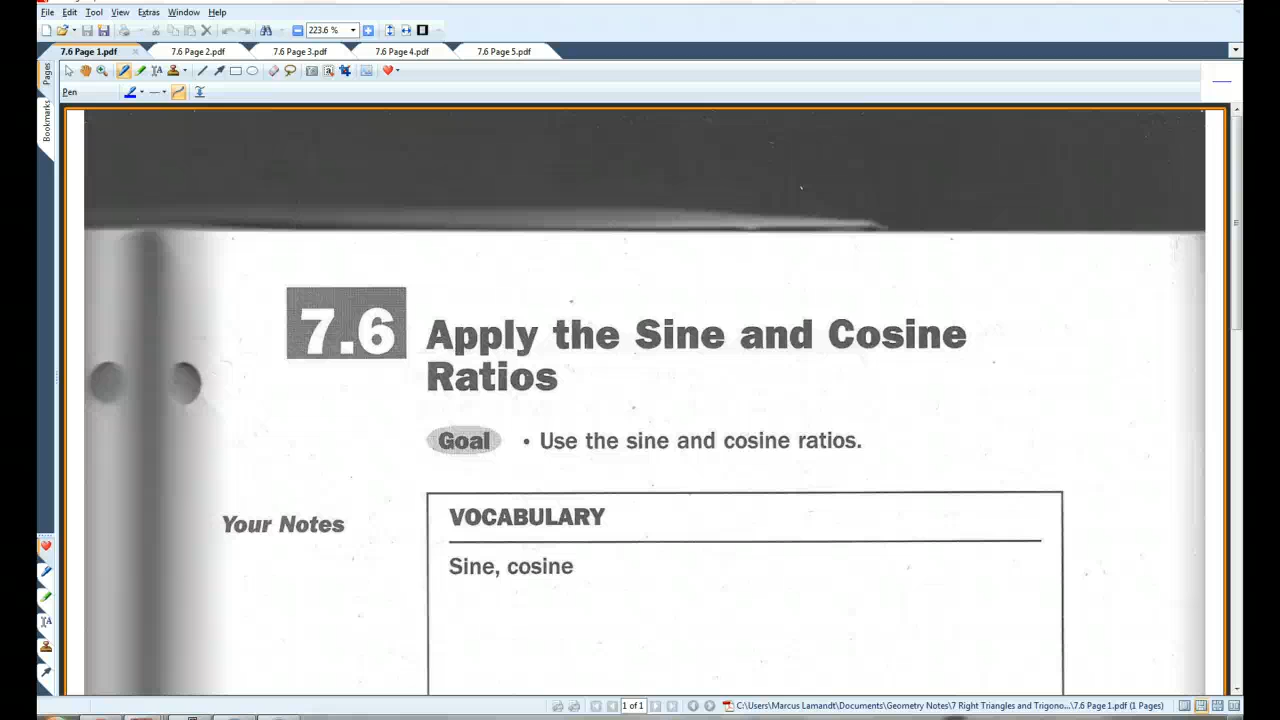 File Edit Tool View Extras Window Help
223.6 %
7.6 Page 1.pdf 7.6 Page 2.pdf 7.6 Page 3.pdf 7.6 Page 4.pdf 7.6 Page 5.pdf
Pages
Bookmarks
Pen
7.6 Apply the Sine and Cosine
Ratios
Goal • Use the sine and cosine ratios.
Your Notes
VOCABULARY
Sine, cosine
1 of 1
C:\Users\Marcus Lamandt\Documents\Geometry Notes\7 Right Triangles and Trigono...\7.6 Page 1.pdf (1 Pages)